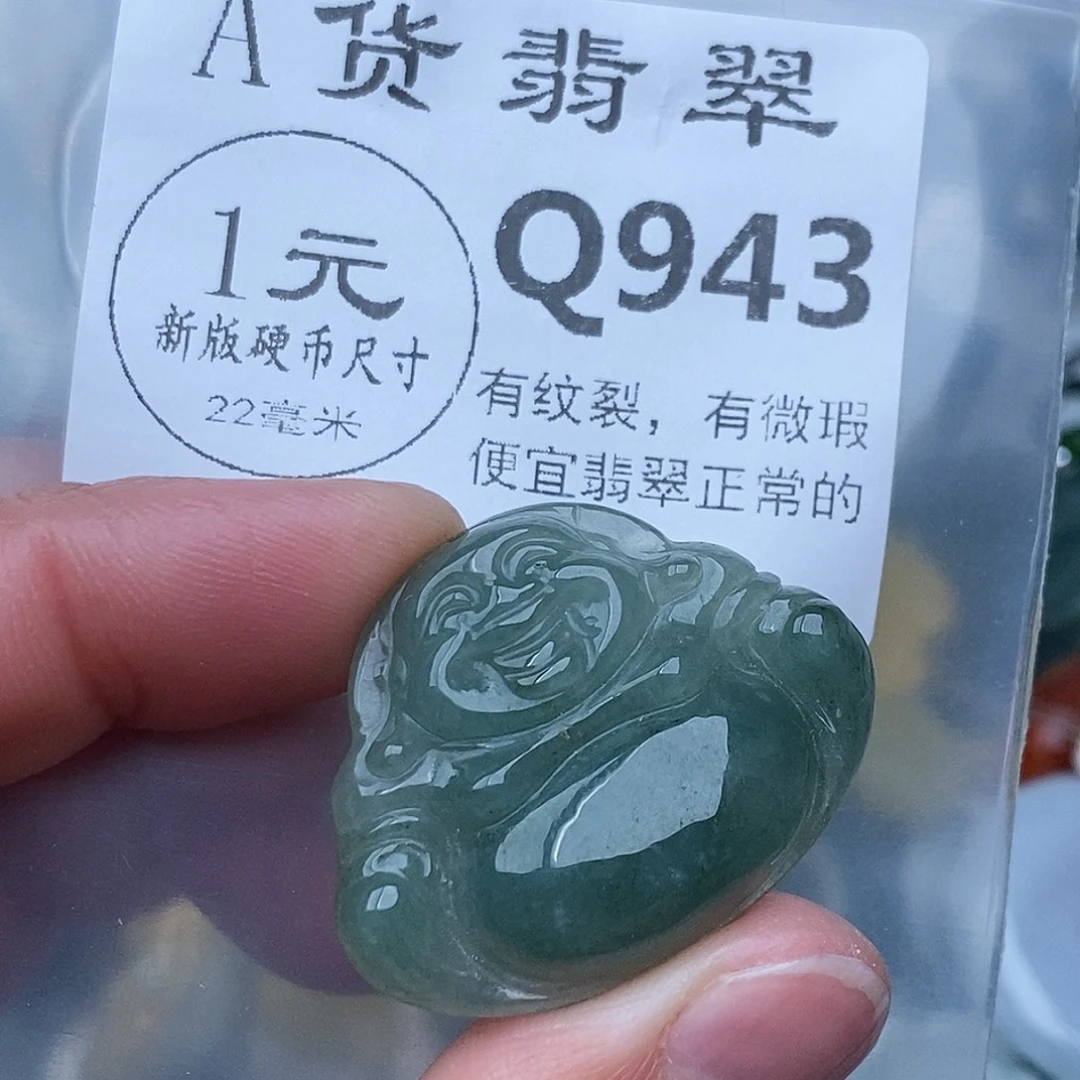 A货翡翠
1元
新版硬币尺寸
22毫米
Q943
有纹裂，有微瑕
便宜翡翠正常的